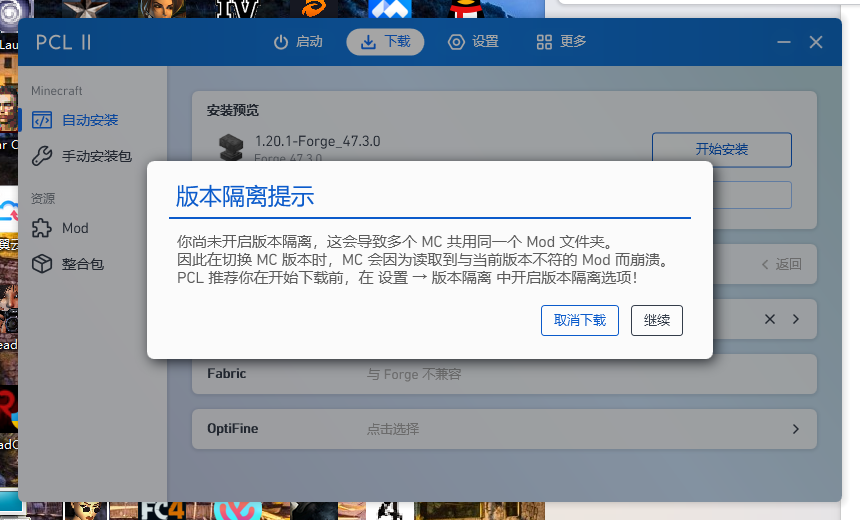 PCL II
启动
下载
设置
更多
Minecraft
自动安装
手动安装包
资源
Mod
整合包
安装预览
1.20.1-Forge_47.3.0
Forge 47.3.0
开始安装
版本隔离提示
你尚未开启版本隔离，这会导致多个 MC 共用同一个 Mod 文件夹。
因此在切换 MC 版本时，MC 会因为读取到与当前版本不符的 Mod 而崩溃。
PCL 推荐你在开始下载前，在 设置 → 版本隔离 中开启版本隔离选项！
取消下载
继续
返回
Fabric
与 Forge 不兼容
OptiFine
点击选择
IV
FC4